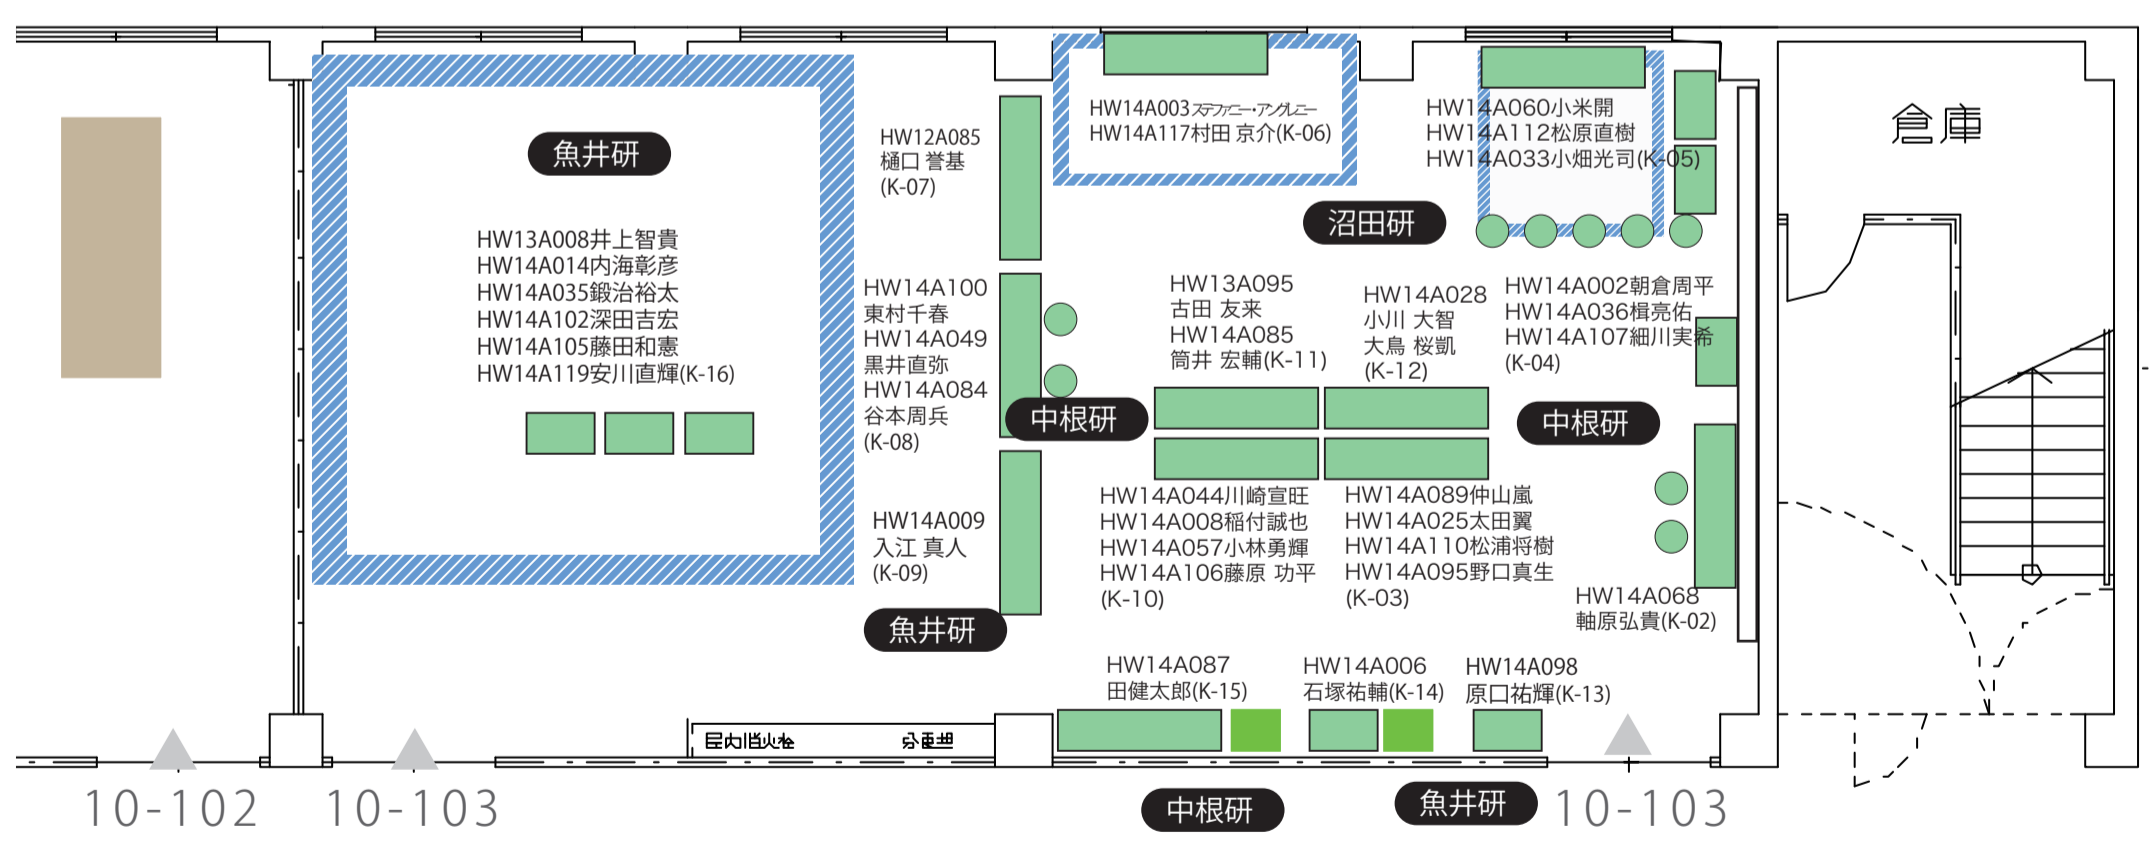 魚井研
HW13A008井上智貴
HW14A014内海彰彦
HW14A035鍛治裕太
HW14A102深田吉宏
HW14A105藤田和憲
HW14A119安川直輝(K-16)
HW12A085
樋口 誉基
(K-07)
HW14A100
東村千春
HW14A049
黒井直弥
HW14A084
谷本周兵
(K-08)
HW14A009
入江 真人
(K-09)
魚井研
HW14A003ステファニー・アングレニー
HW14A117村田 京介(K-06)
HW14A060小米開
HW14A112松原直樹
HW14A033小畑光司(K-05)
沼田研
倉庫
HW13A095
古田 友来
HW14A085
筒井 宏輔(K-11)
HW14A028
小川 大智
大鳥 桜凱
(K-12)
HW14A002朝倉周平
HW14A036楫亮佑
HW14A107細川実希
(K-04)
中根研
中根研
HW14A044川崎宣旺
HW14A008稲付誠也
HW14A057小林勇輝
HW14A106藤原 功平
(K-10)
HW14A089仲山嵐
HW14A025太田翼
HW14A110松浦将樹
HW14A095野口真生
(K-03)
HW14A068
軸原弘貴(K-02)
HW14A087
田健太郎(K-15)
HW14A006
石塚祐輔(K-14)
HW14A098
原口祐輝(K-13)
屋内消火栓
分電盤
10-102
10-103
中根研
魚井研
10-103